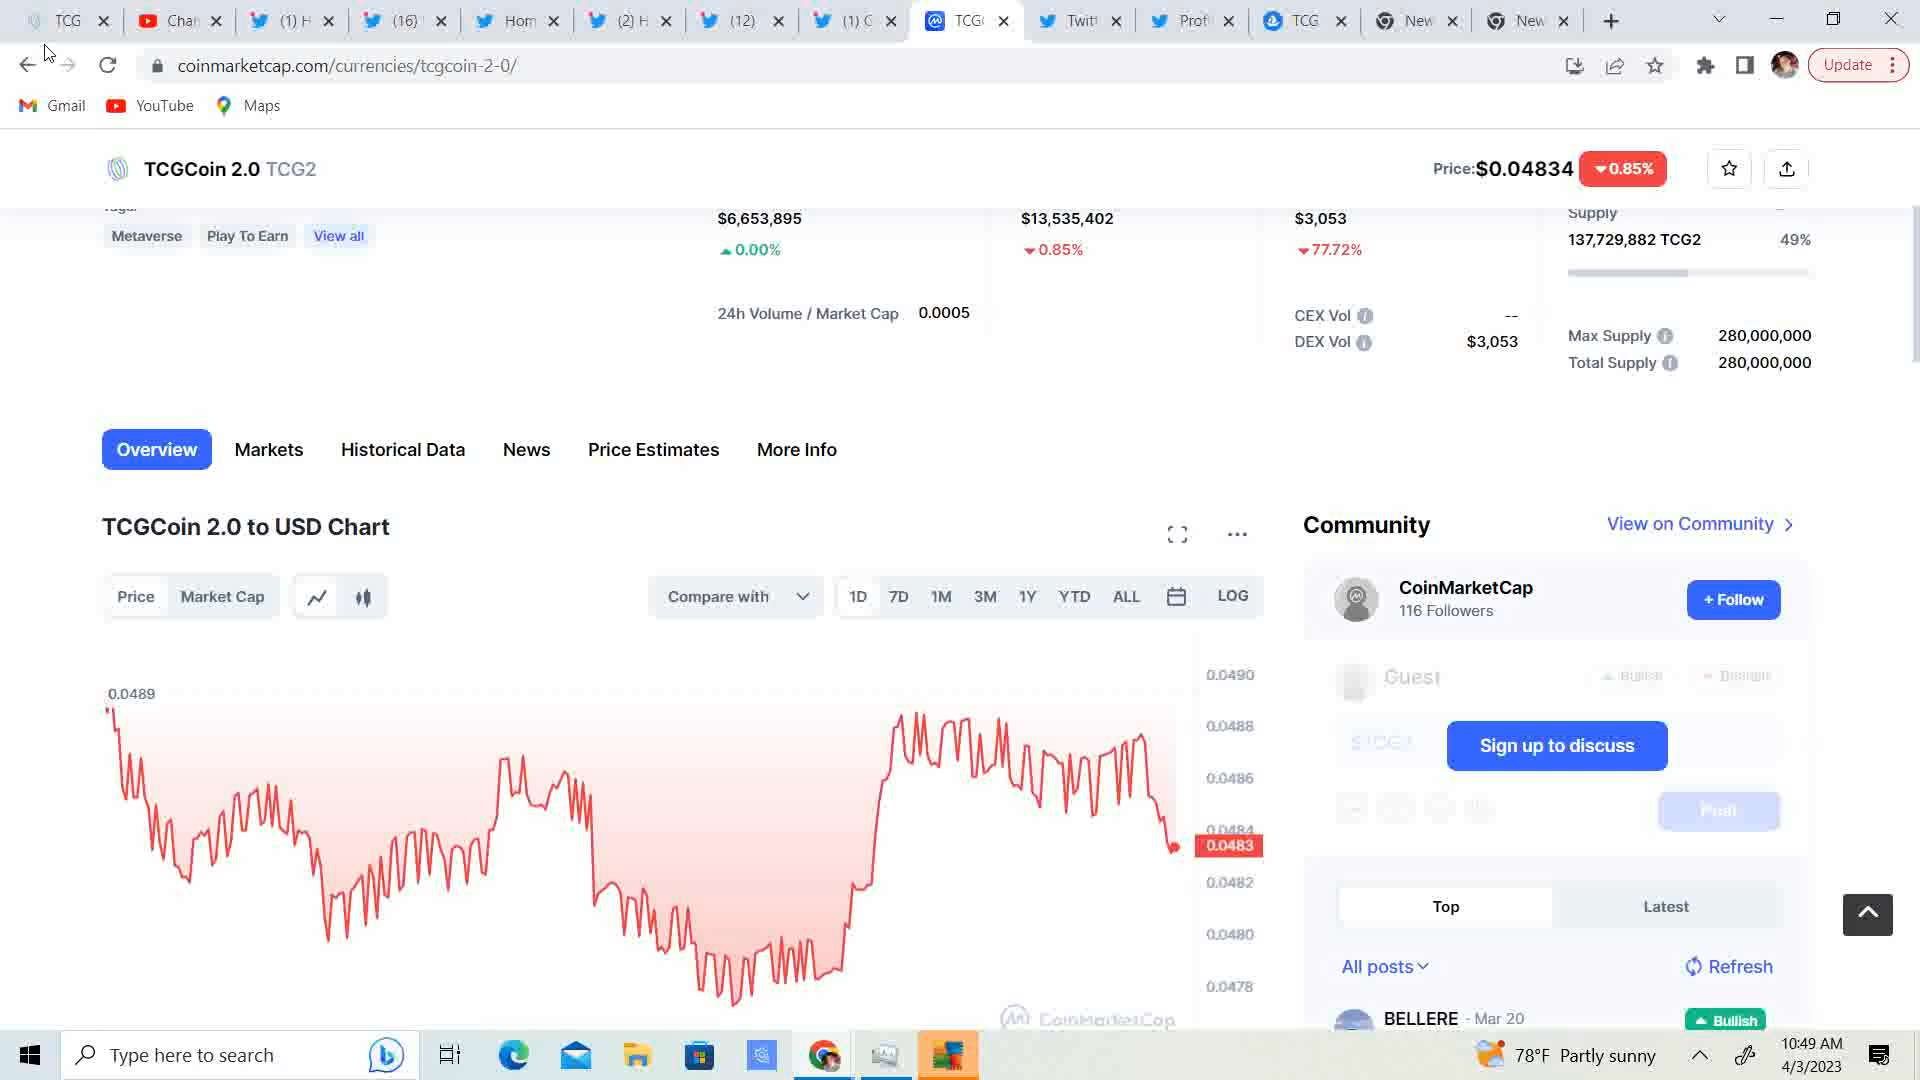 TCG
Chan
(1) H
(16)
Hom
(2) H
(12)
(1) C
TCG
Twitt
Prof
TCG
New
New
coinmarketcap.com/currencies/tcgcoin-2-0/
Update
Gmail
YouTube
Maps
TCGCoin 2.0 TCG2
Price:$0.04834
0.85%
Metaverse
Play To Earn
View all
$6,653,895
0.00%
24h Volume / Market Cap 0.0005
$13,535,402
0.85%
$3,053
77.72%
CEX Vol --
DEX Vol $3,053
Supply
137,729,882 TCG2 49%
Max Supply 280,000,000
Total Supply 280,000,000
Overview
Markets
Historical Data
News
Price Estimates
More Info
TCGCoin 2.0 to USD Chart
Price
Market Cap
Compare with
1D
7D
1M
3M
1Y
YTD
ALL
LOG
0.0489
0.0490
0.0488
0.0486
0.0484
0.0483
0.0482
0.0480
0.0478
CoinMarketCap
Community
View on Community
CoinMarketCap
116 Followers
+ Follow
Guest
Bullish
Sign up to discuss
Post
Top
Latest
All posts
Refresh
BELLERE · Mar 20
Bullish
Type here to search
78°F Partly sunny
10:49 AM
4/3/2023